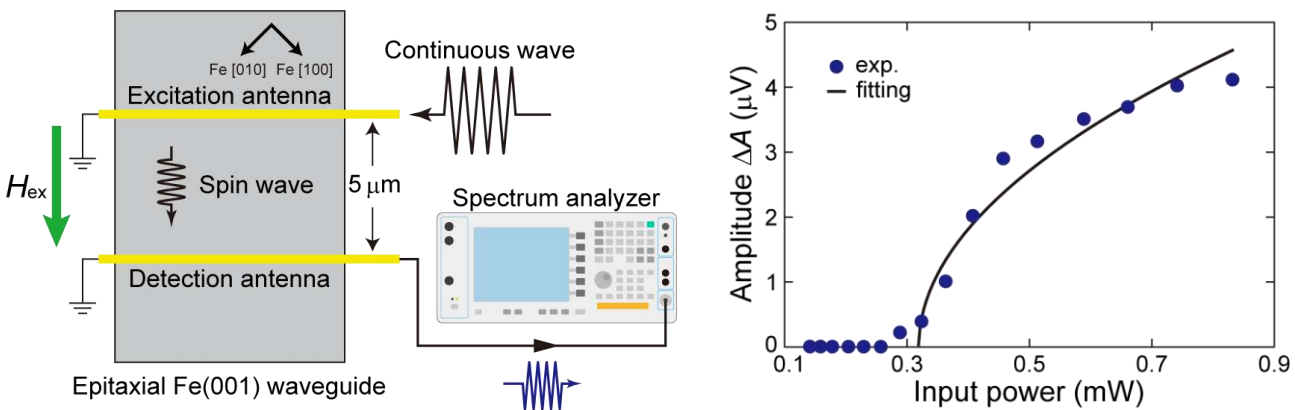 Fe [010] Fe [100]
Excitation antenna
Continuous wave
Hex
Spin wave
5 μm
Spectrum analyzer
Detection antenna
Epitaxial Fe(001) waveguide
Amplitude ΔA (μV)
5
4
3
2
1
0
exp.
fitting
0.1 0.3 0.5 0.7 0.9
Input power (mW)